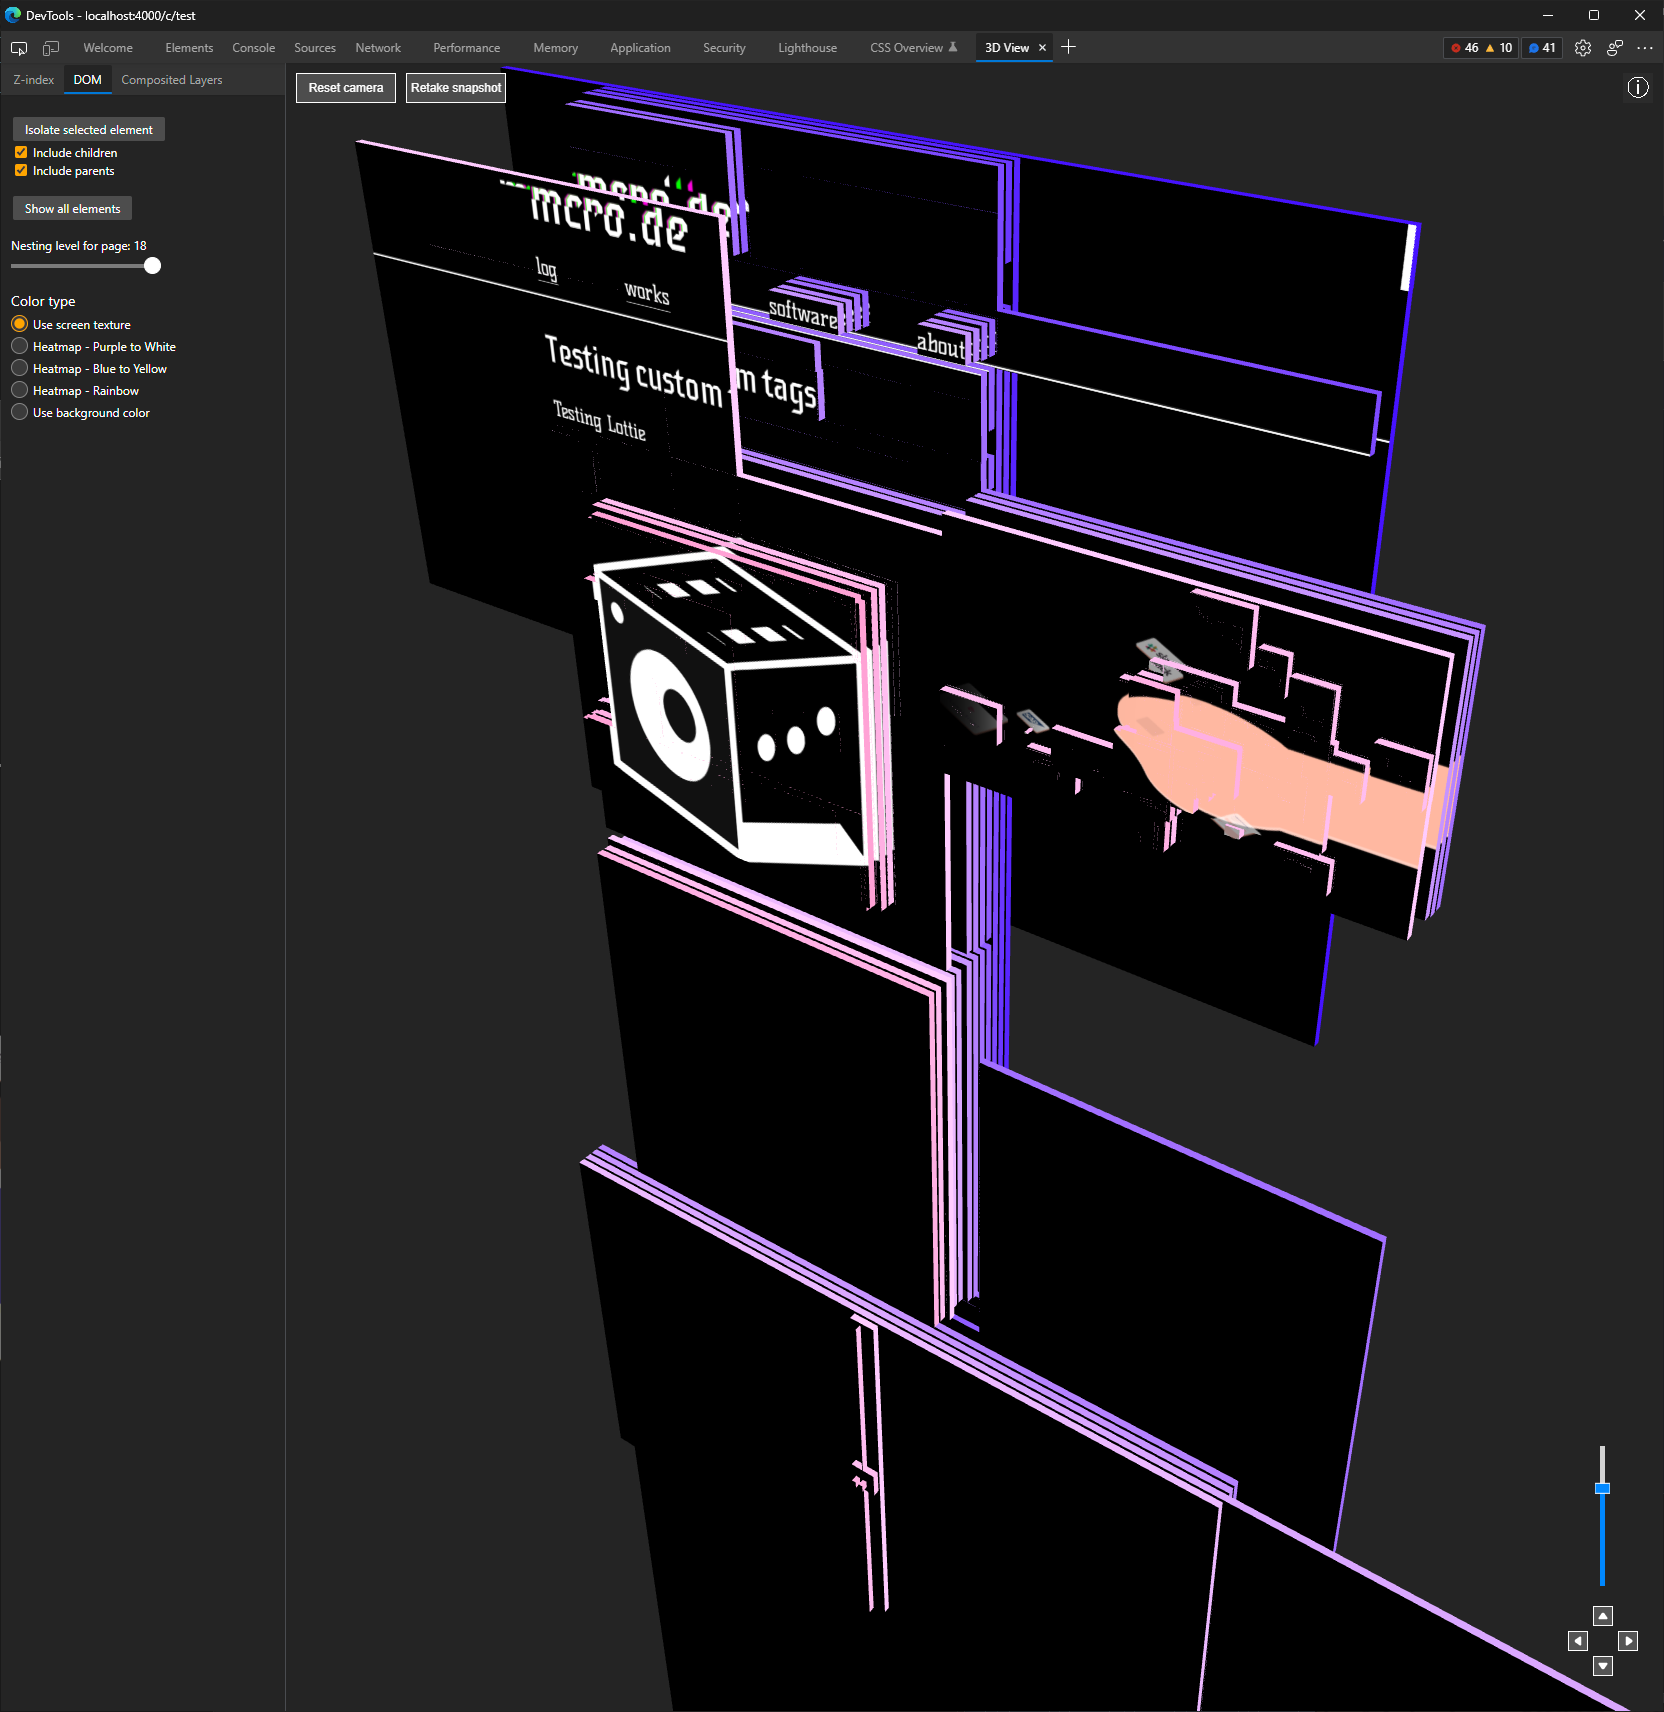 DevTools - localhost:4000/c/test
Welcome Elements Console Sources Network Performance Memory Application Security Lighthouse CSS Overview 3D View 46 10 41
Z-index DOM Composited Layers
Reset camera Retake snapshot
Isolate selected element
Include children
Include parents
Show all elements
Nesting level for page: 18
Color type
Use screen texture
Heatmap - Purple to White
Heatmap - Blue to Yellow
Heatmap - Rainbow
Use background color
mcro.de
log
works
software
about
Testing custom
m tags
Testing Lottie